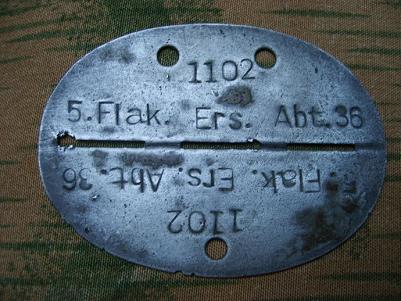 1102
5.Flak. Ers. Abt.36
Flak. Ers. Abt.36
1102